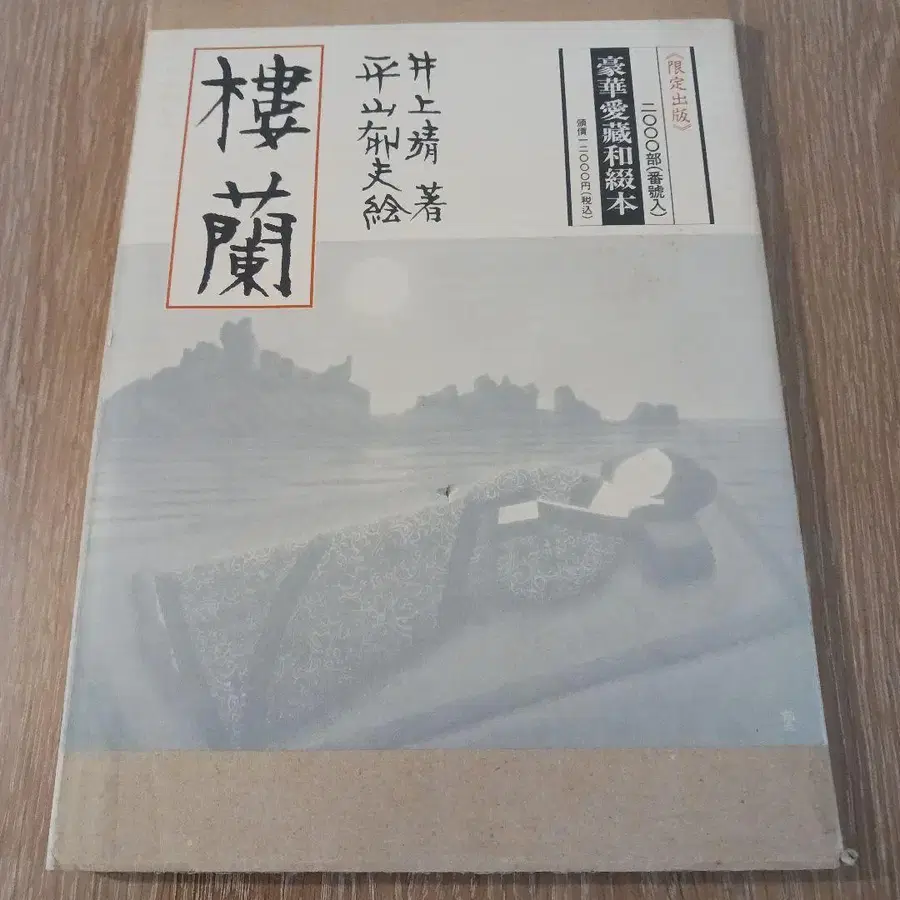 《限定出版》
二〇〇〇部(番號入)
豪華愛藏和綴本
頒價一二〇〇〇円(税込)
井上靖 著
平山郁夫絵
樓蘭